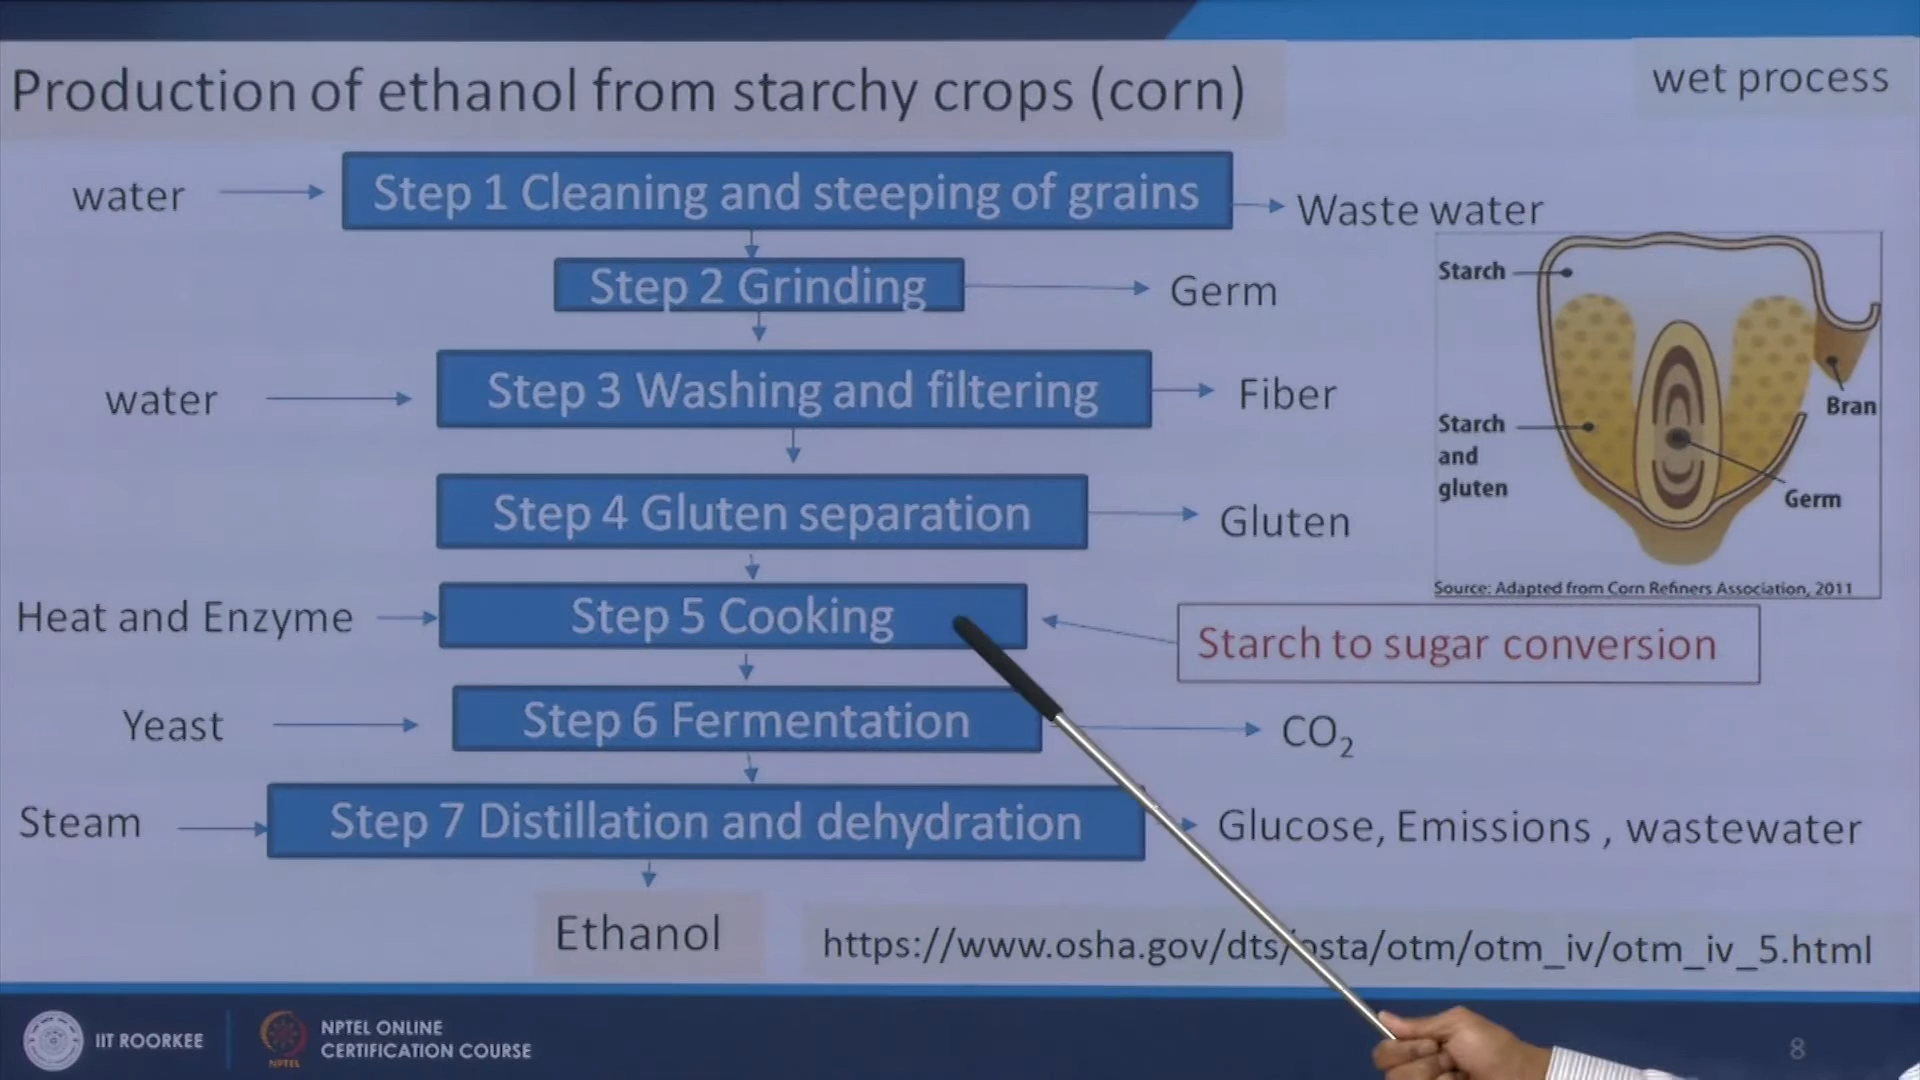 Production of ethanol from starchy crops (corn)
wet process
water
Step 1 Cleaning and steeping of grains
Waste water
Step 2 Grinding
Germ
water
Step 3 Washing and filtering
Fiber
Step 4 Gluten separation
Gluten
Heat and Enzyme
Step 5 Cooking
Starch to sugar conversion
Yeast
Step 6 Fermentation
CO₂
Steam
Step 7 Distillation and dehydration
Glucose, Emissions , wastewater
Ethanol
https://www.osha.gov/dts/osta/otm/otm_iv/otm_iv_5.html
Starch
Starch
and
gluten
Bran
Germ
Source: Adapted from Corn Refiners Association, 2011
IIT ROORKEE
NPTEL
NPTEL ONLINE
CERTIFICATION COURSE
8